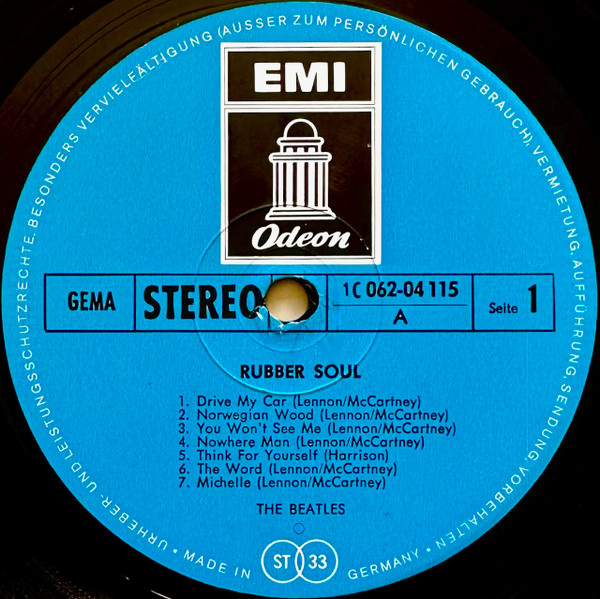 URHEBER- UND LEISTUNGSSCHUTZRECHTE, BESONDERS VERVIELFÄLTIGUNG (AUSSER ZUM PERSÖNLICHEN GEBRAUCH), VERMIETUNG, AUFFÜHRUNG, SENDUNG, VORBEHALTEN
EMI
Odeon
GEMA
STEREO
1C 062-04 115
A
Seite 1
RUBBER SOUL
1. Drive My Car (Lennon/McCartney)
2. Norwegian Wood (Lennon/McCartney)
3. You Won't See Me (Lennon/McCartney)
4. Nowhere Man (Lennon/McCartney)
5. Think For Yourself (Harrison)
6. The Word (Lennon/McCartney)
7. Michelle (Lennon/McCartney)
THE BEATLES
• MADE IN ST 33 GERMANY •